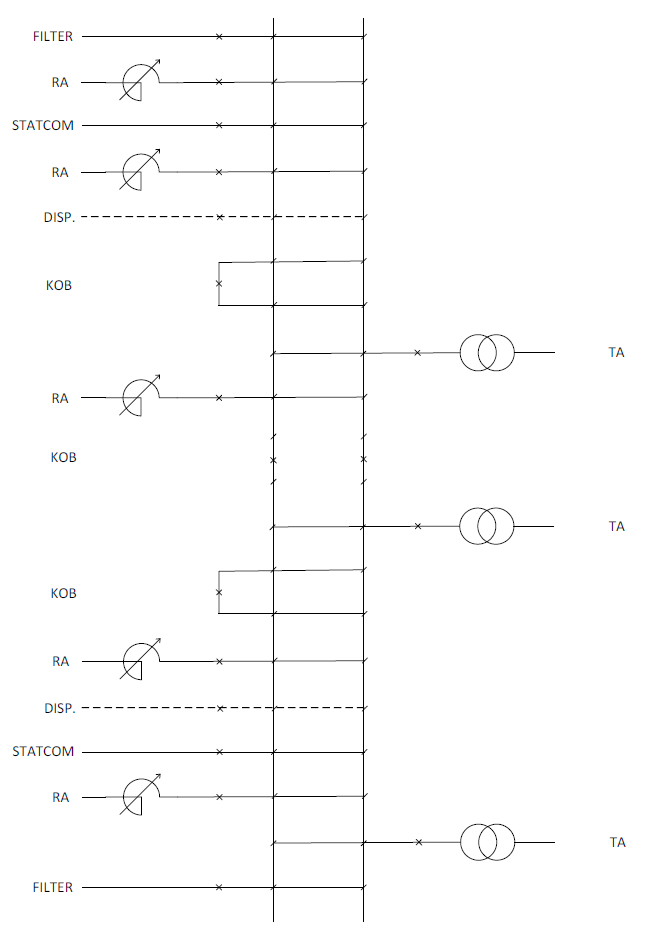 FILTER
RA
STATCOM
RA
DISP.
KOB
TA
RA
KOB
TA
KOB
RA
DISP.
STATCOM
RA
TA
FILTER